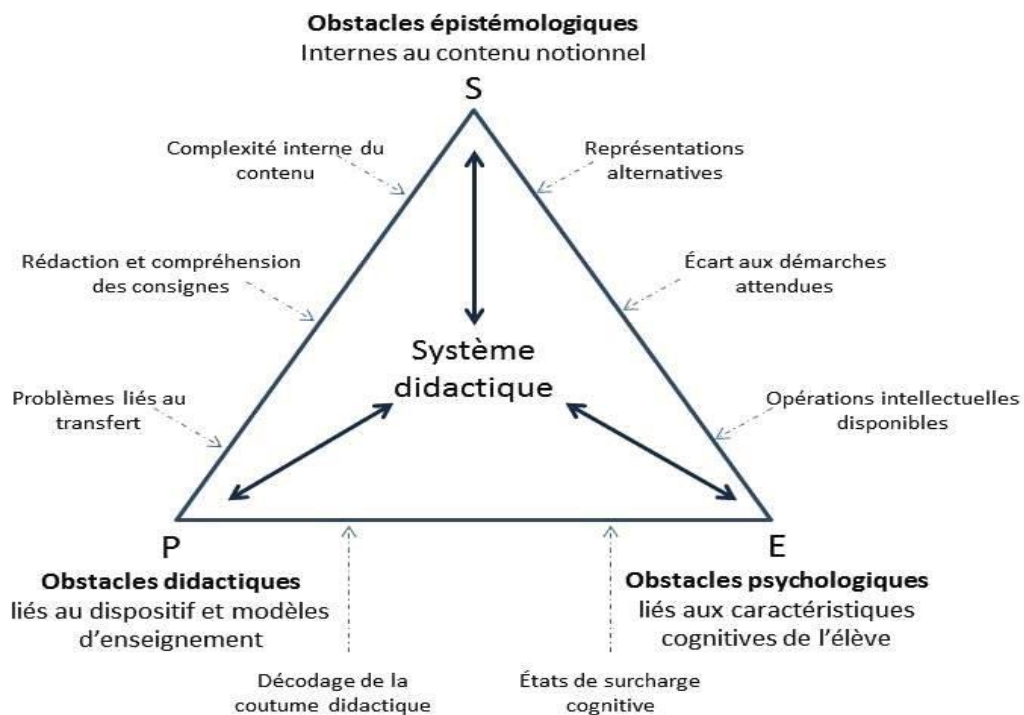 Obstacles épistémologiques
Internes au contenu notionnel
S
Complexité interne du
contenu
Représentations
alternatives
Rédaction et compréhension
des consignes
Écart aux démarches
attendues
Système
didactique
Problèmes liés au
transfert
Opérations intellectuelles
disponibles
P
E
Obstacles didactiques
liés au dispositif et modèles
d’enseignement
Obstacles psychologiques
liés aux caractéristiques
cognitives de l’élève
Décodage de la
coutume didactique
États de surcharge
cognitive